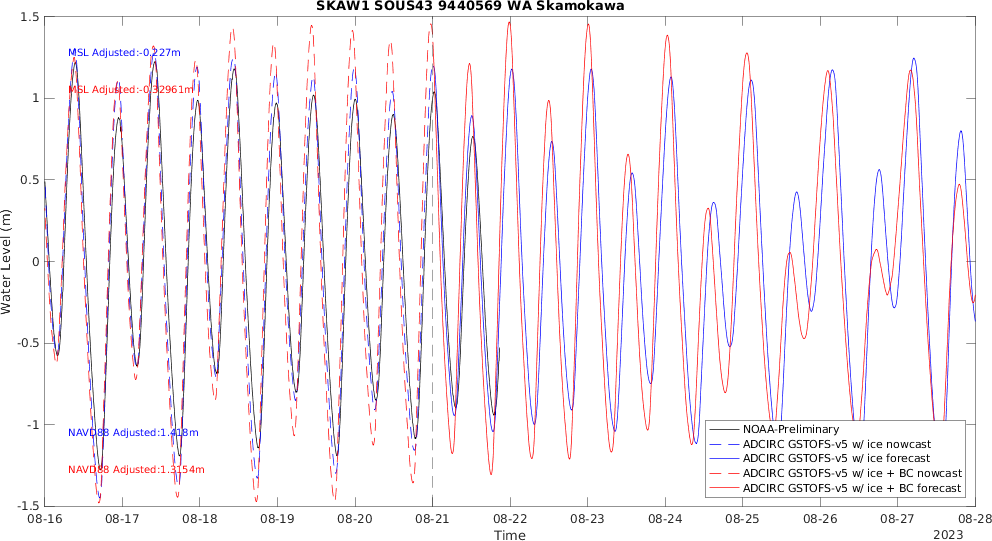 SKAW1 SOUS43 9440569 WA Skamokawa
1.5
1
0.5
0
-0.5
-1
-1.5
Water Level (m)
MSL Adjusted:-0.227m
MSL Adjusted:-0.32961m
NAVD88 Adjusted:1.418m
NAVD88 Adjusted:1.3154m
NOAA-Preliminary
ADCIRC GSTOFS-v5 w/ ice nowcast
ADCIRC GSTOFS-v5 w/ ice forecast
ADCIRC GSTOFS-v5 w/ ice + BC nowcast
ADCIRC GSTOFS-v5 w/ ice + BC forecast
08-16 08-17 08-18 08-19 08-20 08-21 08-22 08-23 08-24 08-25 08-26 08-27 08-28
Time
2023